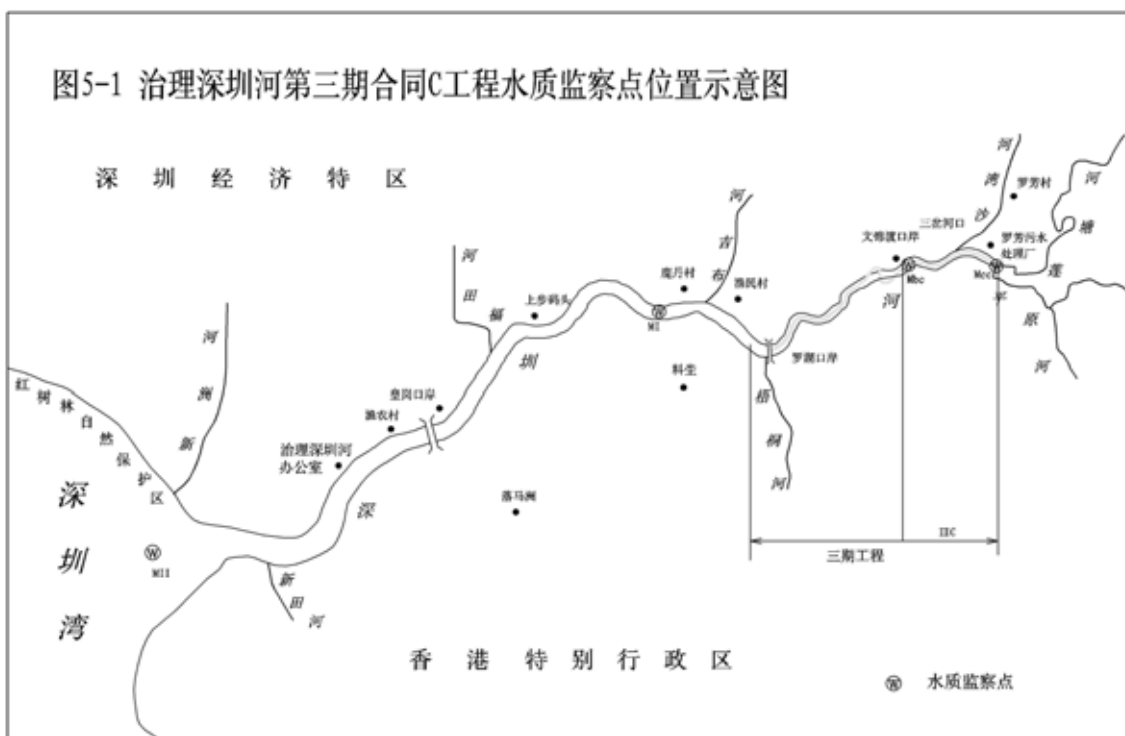 图5-1 治理深圳河第三期合同C工程水质监察点位置示意图
深圳经济特区
河湾沙
罗芳村
河塘莲
三岔河口
罗芳污水
处理厂
文锦渡口岸
Mbc
Mcc
平原河
河吉布
渔民村
河
罗湖口岸
MI
上步码头
河田福
圳
料壆
梧桐河
皇岗口岸
渔农村
河洲新
治理深圳河
办公室
红树林自然保护区
深
落马洲
深圳湾
MII
新田河
IIIC
三期工程
香港特别行政区
水质监察点